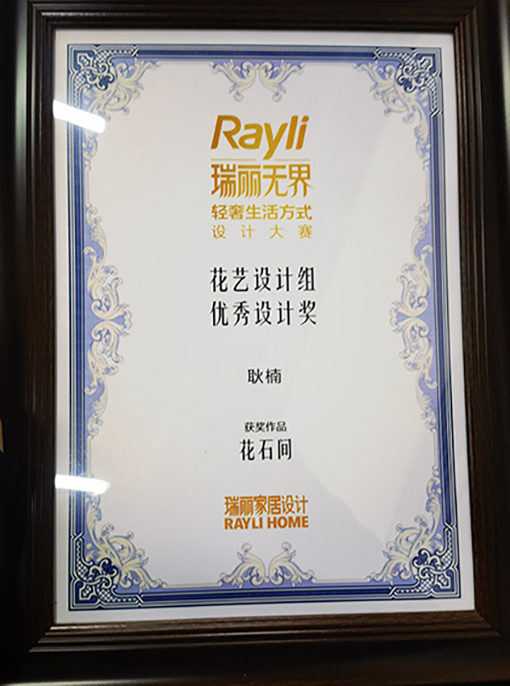 Rayli
瑞丽无界
轻奢生活方式
设计大赛
花艺设计组
优秀设计奖
耿楠
获奖作品
花石间
瑞丽家居设计
RAYLI HOME